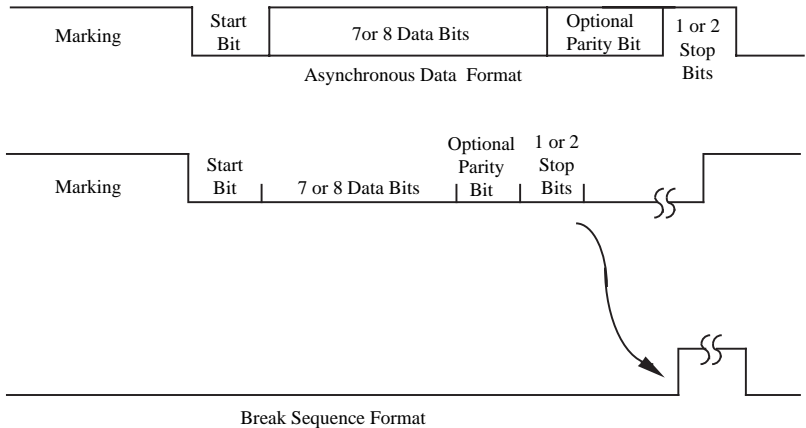 Marking
Start
Bit
7or 8 Data Bits
Optional
Parity Bit
1 or 2
Stop
Bits
Asynchronous Data Format
Marking
Start
Bit
7 or 8 Data Bits
Optional
Parity
Bit
1 or 2
Stop
Bits
Break Sequence Format